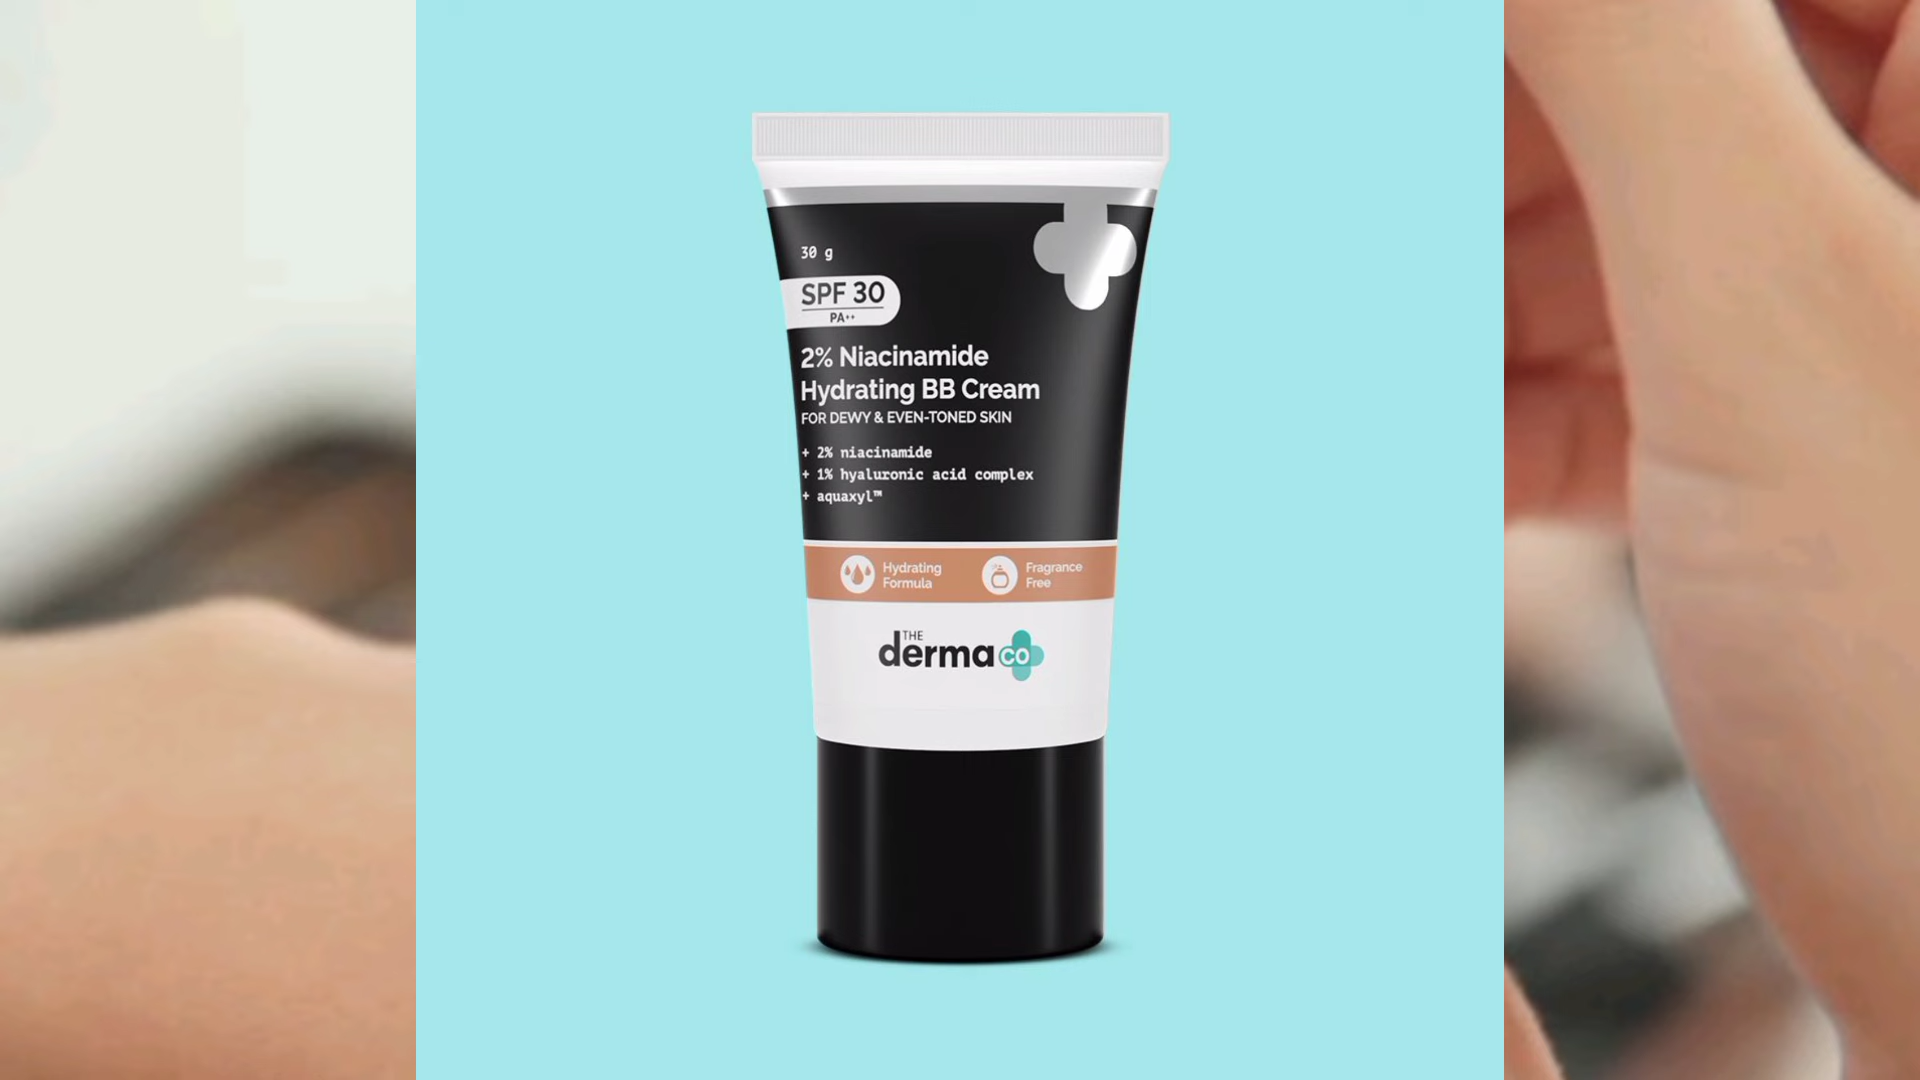 30 g
SPF 30
PA++
2% Niacinamide
Hydrating BB Cream
FOR DEWY & EVEN-TONED SKIN
+ 2% niacinamide
+ 1% hyaluronic acid complex
+ aquaxyl™
Hydrating
Formula
Fragrance
Free
THE
derma co